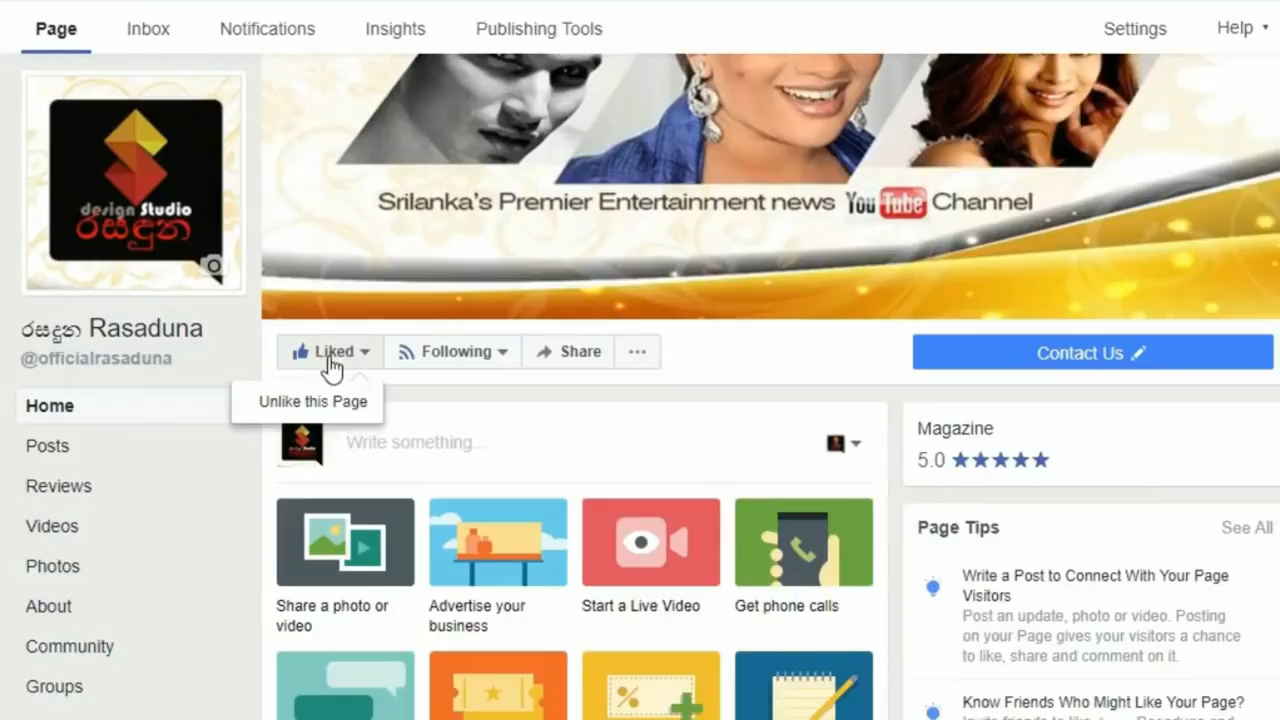 Page
Inbox
Notifications
Insights
Publishing Tools
Settings
Help
design Studio
රසදුන
Srilanka's Premier Entertainment news YouTube Channel
රසදුන Rasaduna
@officialrasaduna
Liked
Following
Share
Contact Us
Unlike this Page
Home
Posts
Reviews
Videos
Photos
About
Community
Groups
Write something...
Share a photo or
video
Advertise your
business
Start a Live Video
Get phone calls
Magazine
5.0
Page Tips
See All
Write a Post to Connect With Your Page
Visitors
Post an update, photo or video. Posting
on your Page gives your visitors a chance
to like, share and comment on it.
Know Friends Who Might Like Your Page?